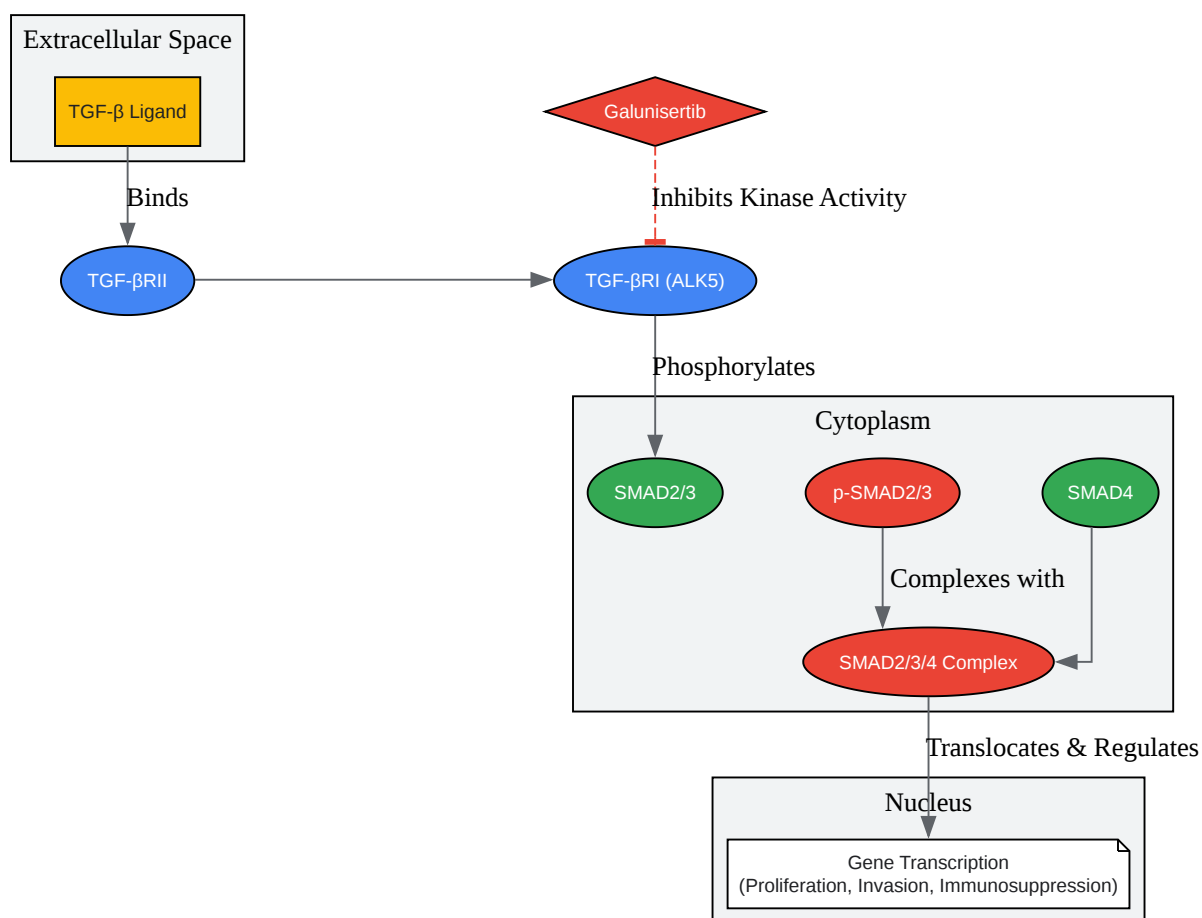 Extracellular Space
TGF-β Ligand
Galunisertib
Binds
Inhibits Kinase Activity
TGF-βRII
TGF-βRI (ALK5)
Phosphorylates
Cytoplasm
SMAD2/3
p-SMAD2/3
SMAD4
Complexes with
SMAD2/3/4 Complex
Translocates & Regulates
Nucleus
Gene Transcription
(Proliferation, Invasion, Immunosuppression)